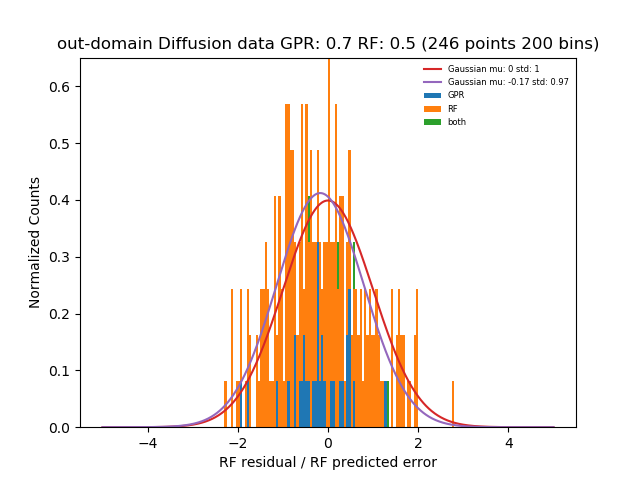 out-domain Diffusion data GPR: 0.7 RF: 0.5 (246 points 200 bins)
Gaussian mu: 0 std: 1
Gaussian mu: -0.17 std: 0.97
GPR
RF
both
Normalized Counts
0.6
0.5
0.4
0.3
0.2
0.1
0.0
−4
−2
0
2
4
RF residual / RF predicted error